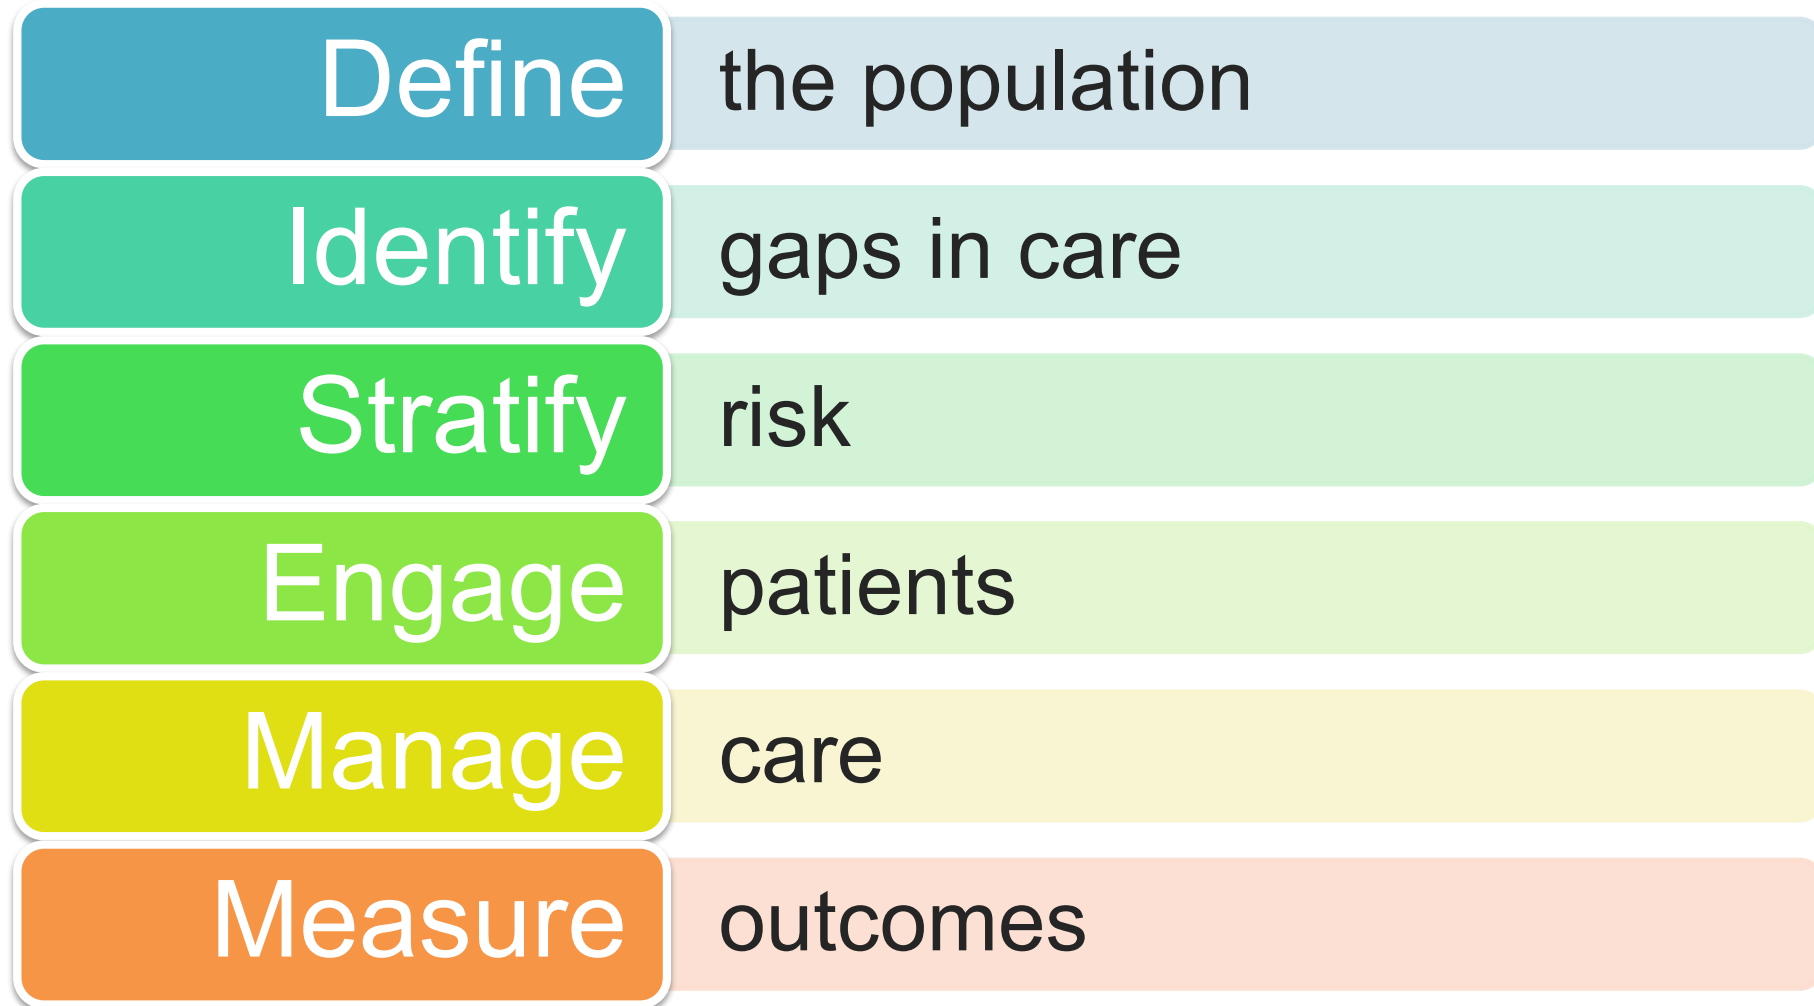 Define the population
Identify gaps in care
Stratify risk
Engage patients
Manage care
Measure outcomes